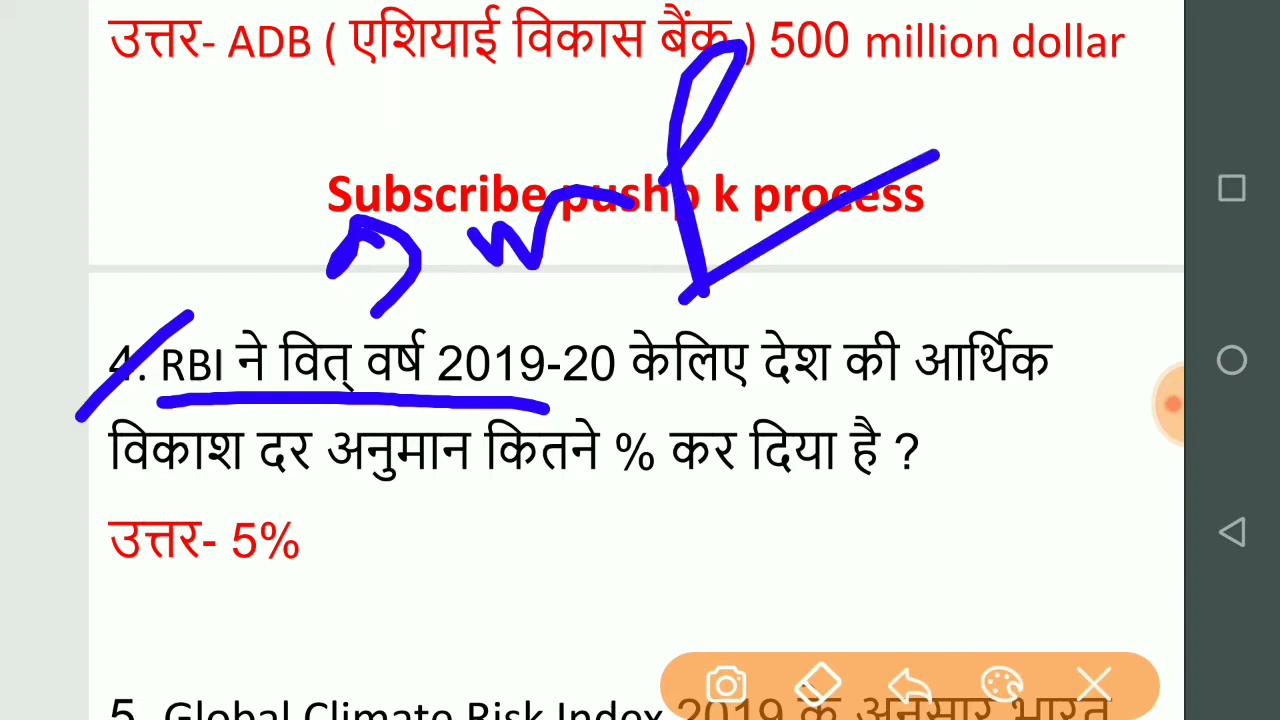 उत्तर- ADB ( एशियाई विकास बैंक ) 500 million dollar
Subscribe pushp k process
4. RBI ने वित् वर्ष 2019-20 केलिए देश की आर्थिक
विकाश दर अनुमान कितने % कर दिया है ?
उत्तर- 5%
5. Global Climate Risk Index 2019 के अनुसार भारत